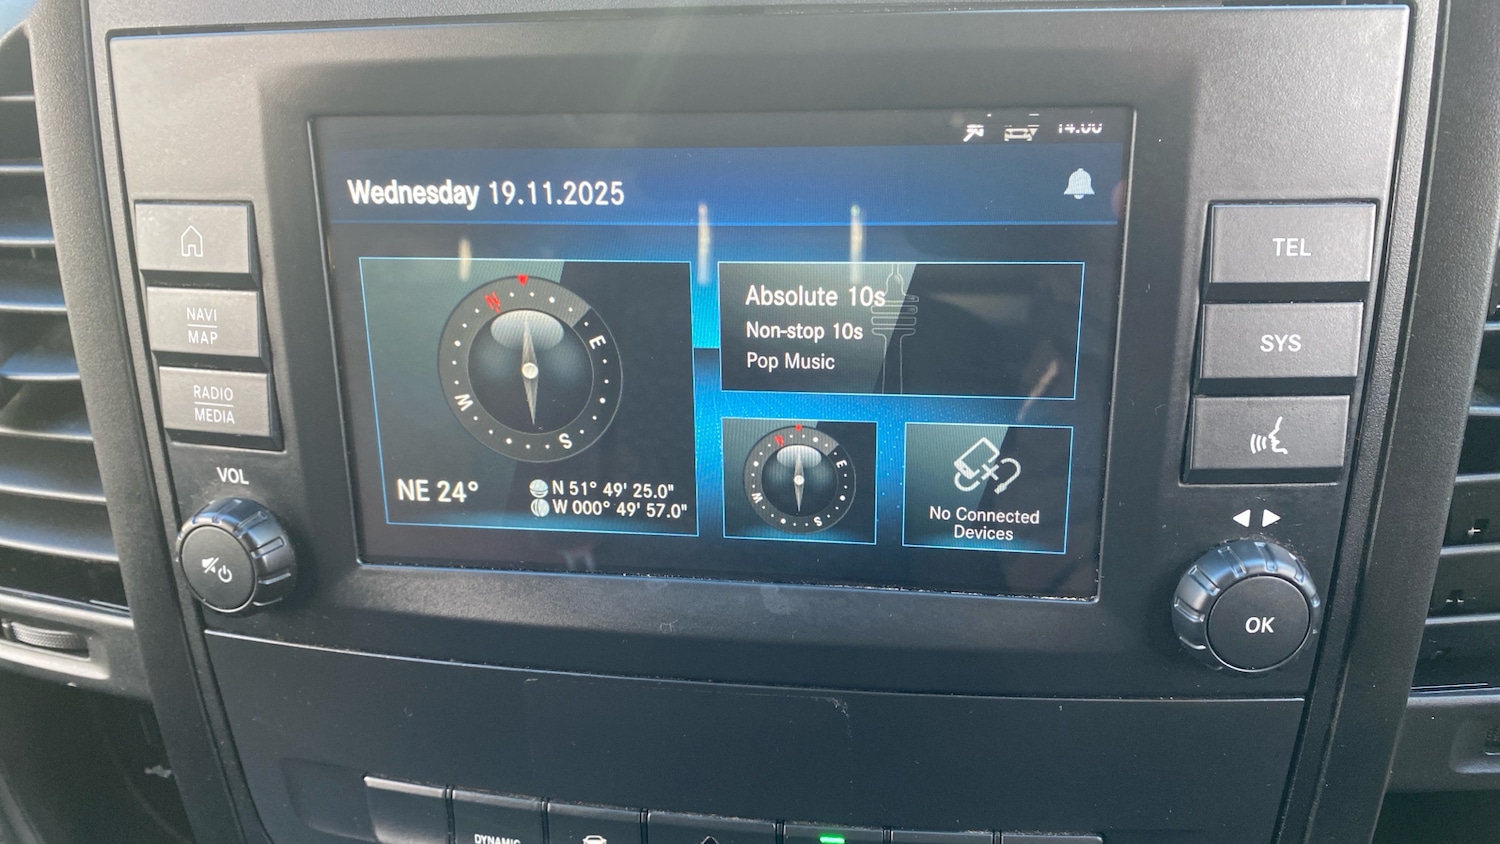 14:00
Wednesday 19.11.2025
N
E
S
W
NE 24°
N 51° 49' 25.0"
W 000° 49' 57.0"
Absolute 10s
Non-stop 10s
Pop Music
N
E
S
W
No Connected
Devices
NAVI
MAP
RADIO
MEDIA
VOL
TEL
SYS
OK
DYNAMIC